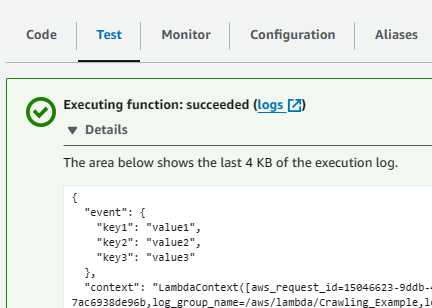 Code Test Monitor Configuration Aliases
Executing function: succeeded (logs)
Details
The area below shows the last 4 KB of the execution log.
{
"event": {
"key1": "value1",
"key2": "value2",
"key3": "value3"
},
"context": "LambdaContext([aws_request_id=15046623-9ddb-
7ac6938de96b,log_group_name=/aws/lambda/Crawling_Example,